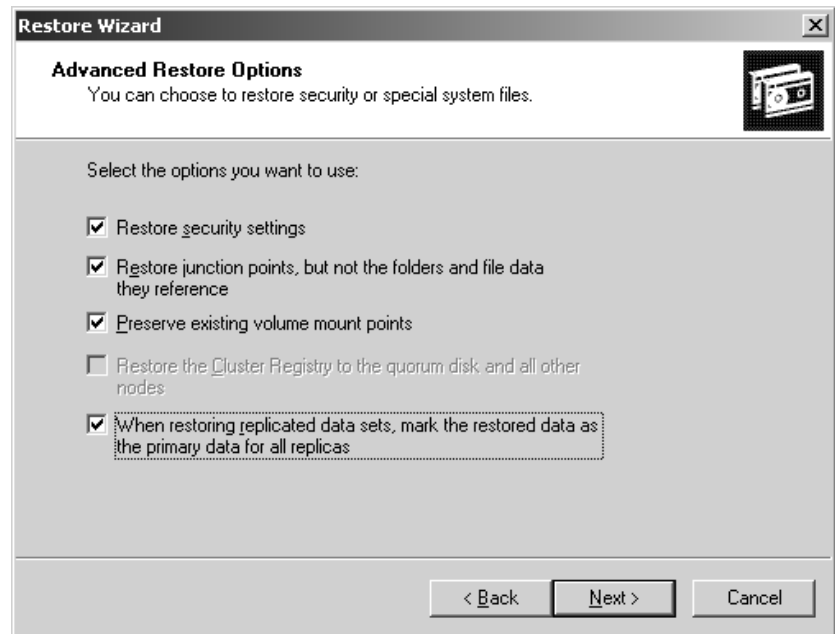 Restore Wizard
Advanced Restore Options
You can choose to restore security or special system files.
Select the options you want to use:
Restore security settings
Restore junction points, but not the folders and file data
they reference
Preserve existing volume mount points
Restore the Cluster Registry to the quorum disk and all other
nodes
When restoring replicated data sets, mark the restored data as
the primary data for all replicas
< Back
Next >
Cancel